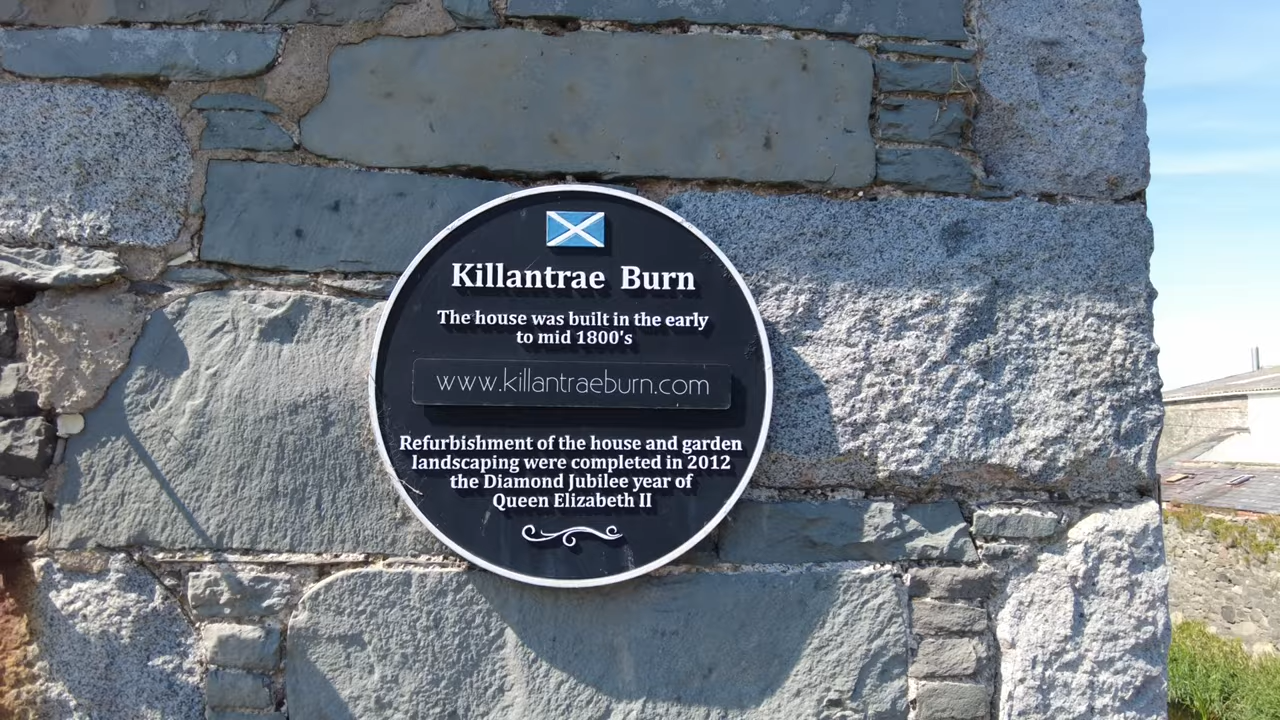 Killantrae Burn
The house was built in the early
to mid 1800's
www.killantraeburn.com
Refurbishment of the house and garden
landscaping were completed in 2012
the Diamond Jubilee year of
Queen Elizabeth II